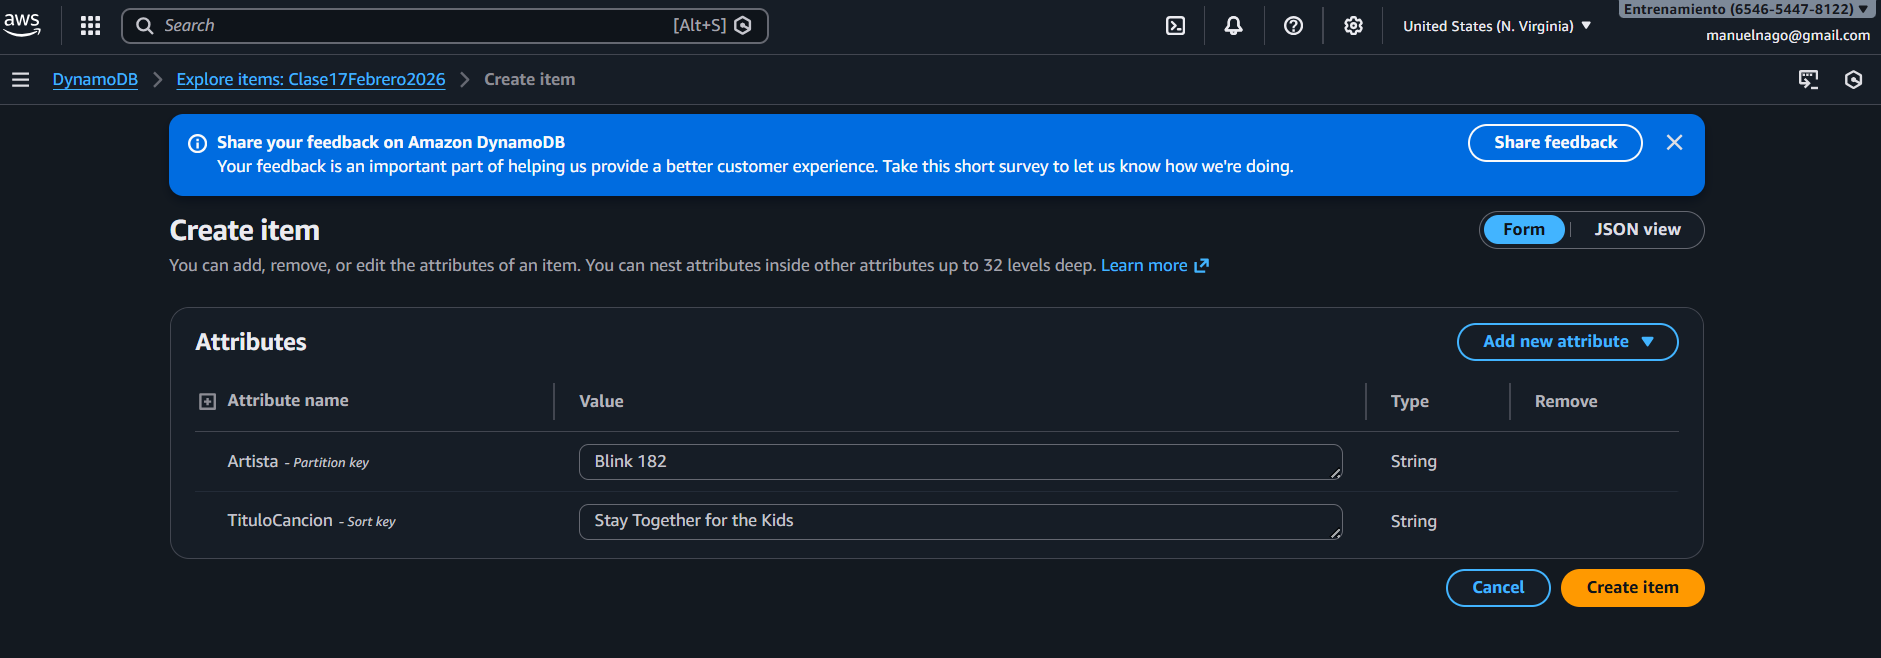 aws
Search
[Alt+S]
United States (N. Virginia)
Entrenamiento (6546-5447-8122)
manuelnago@gmail.com
DynamoDB
Explore items: Clase17Febrero2026
Create item
Share your feedback on Amazon DynamoDB
Your feedback is an important part of helping us provide a better customer experience. Take this short survey to let us know how we're doing.
Share feedback
Create item
Form
JSON view
You can add, remove, or edit the attributes of an item. You can nest attributes inside other attributes up to 32 levels deep. Learn more
Attributes
Add new attribute
Attribute name
Value
Type
Remove
Artista - Partition key
Blink 182
String
TituloCancion - Sort key
Stay Together for the Kids
String
Cancel
Create item